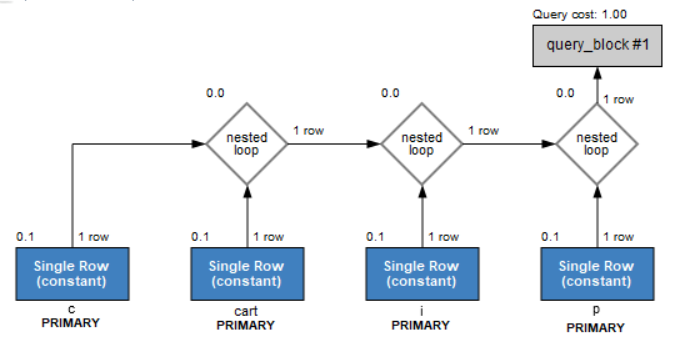 Query cost: 1.00
query_block #1
0.0
0.0
0.0
1 row
nested
loop
1 row
nested
loop
1 row
nested
loop
0.1
1 row
0.1
1 row
0.1
1 row
0.1
1 row
Single Row
(constant)
Single Row
(constant)
Single Row
(constant)
Single Row
(constant)
c
PRIMARY
cart
PRIMARY
i
PRIMARY
p
PRIMARY